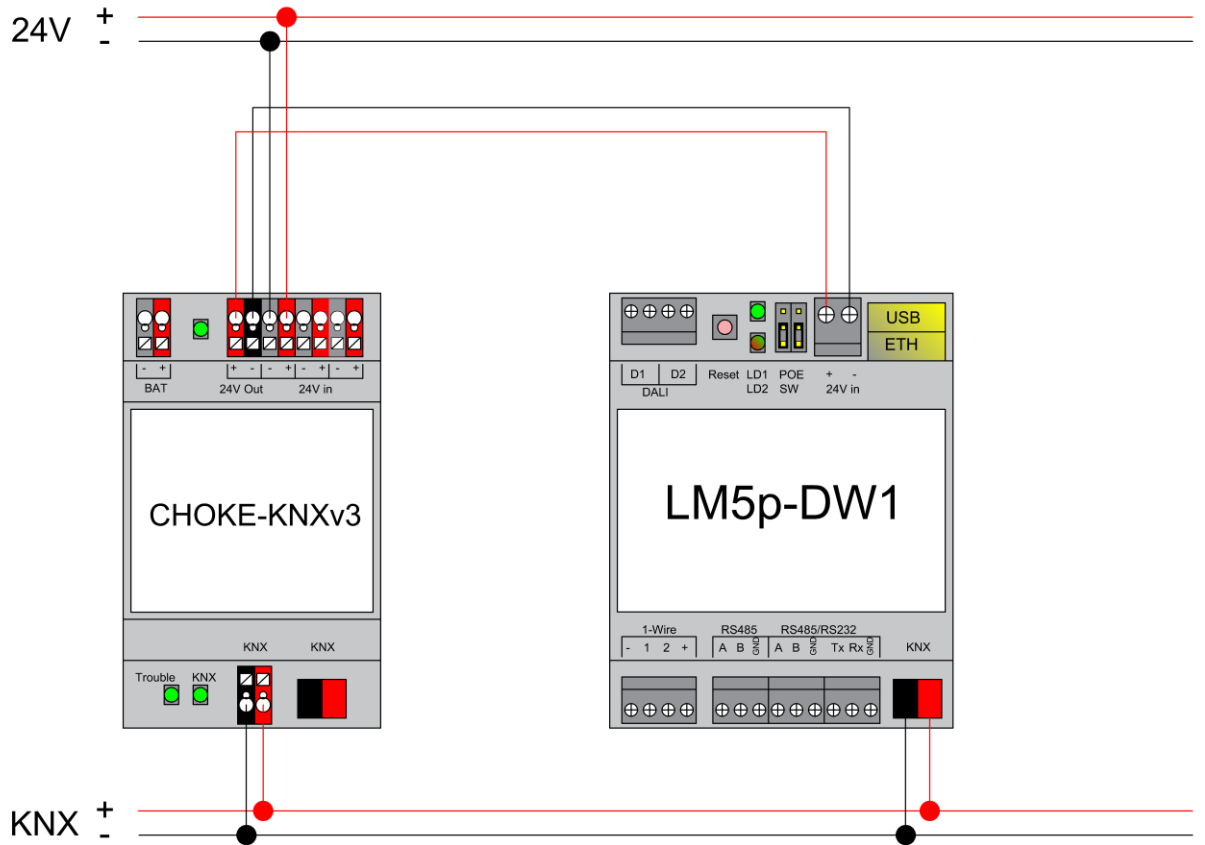 24V + -
USB
ETH
- + + - - + - +
BAT 24V Out 24V in
D1 D2 Reset LD1 POE + -
DALI LD2 SW 24V in
CHOKE-KNXv3
LM5p-DW1
1-Wire RS485 RS485/RS232
- 1 2 + A B GND A B GND Tx Rx GND KNX
KNX KNX
Trouble KNX
KNX + -